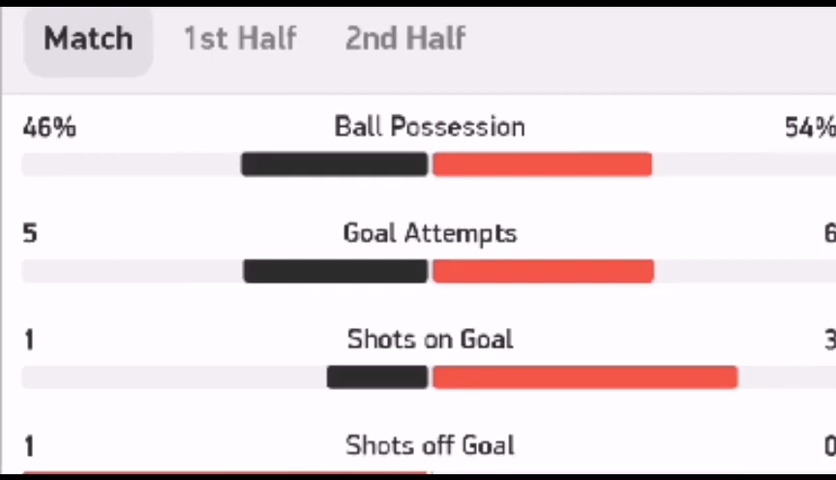 Match 1st Half 2nd Half
46% Ball Possession 54%
5 Goal Attempts 6
1 Shots on Goal 3
1 Shots off Goal 0